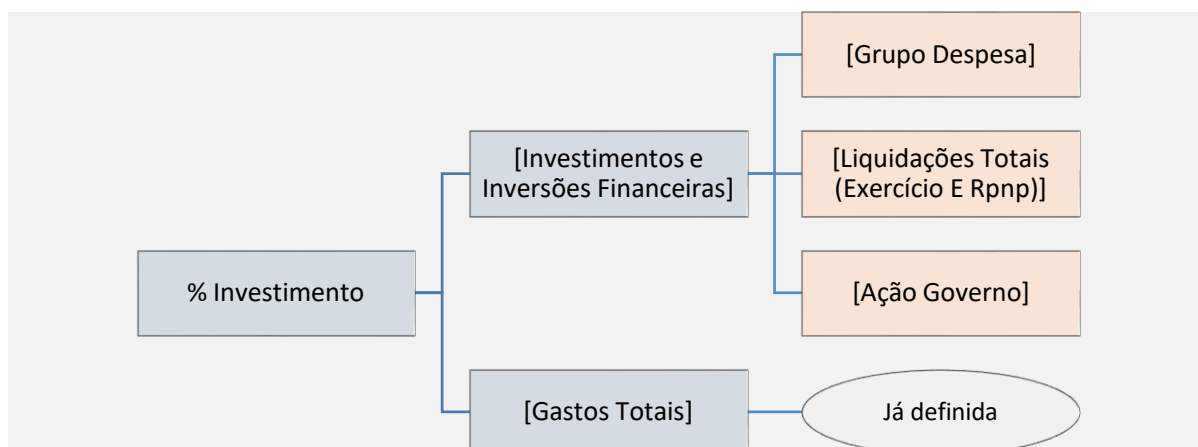 [Grupo Despesa]
[Investimentos e
Inversões Financeiras]
[Liquidações Totais
(Exercício E Rpnp)]
% Investimento
[Ação Governo]
[Gastos Totais]
Já definida